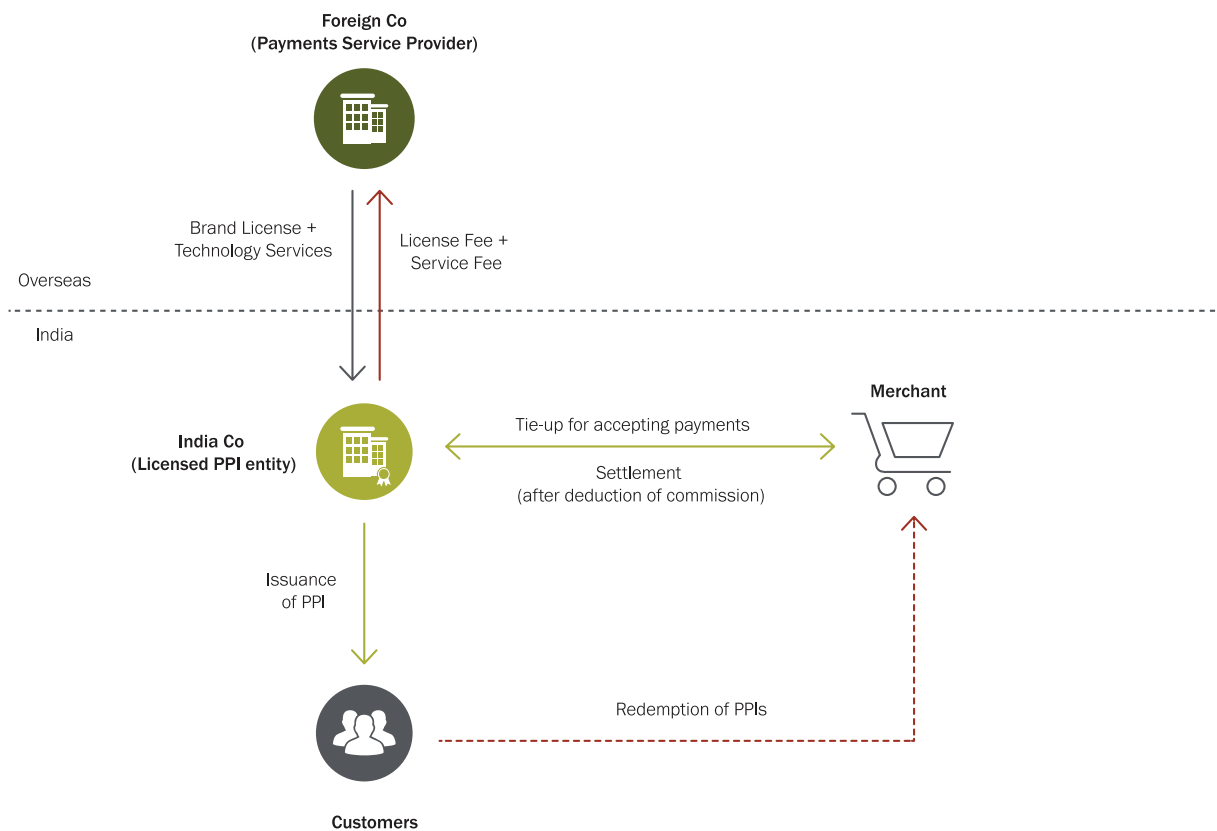 Foreign Co
(Payments Service Provider)
Brand License +
Technology Services
License Fee +
Service Fee
Overseas
India
Merchant
India Co
(Licensed PPI entity)
Tie-up for accepting payments
Settlement
(after deduction of commission)
Issuance
of PPI
Redemption of PPIs
Customers